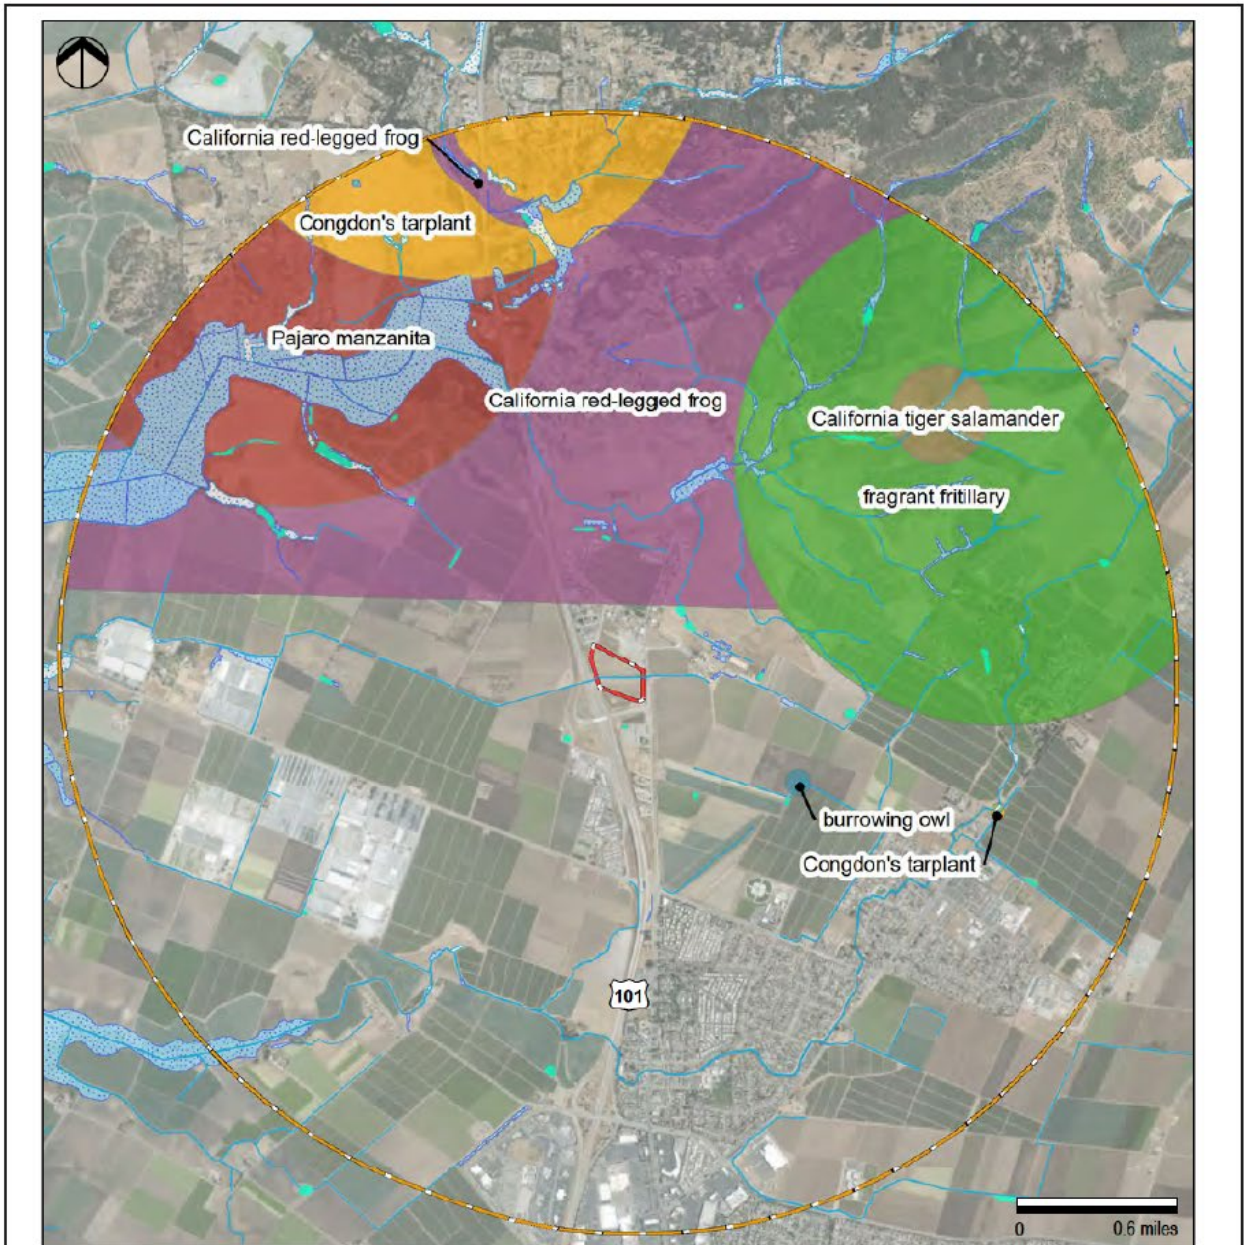 California red-legged frog
Congdon's tarplant
Pajaro manzanita
California red-legged frog
California tiger salamander
fragrant fritillary
burrowing owl
Congdon's tarplant
101
0
0.6 miles